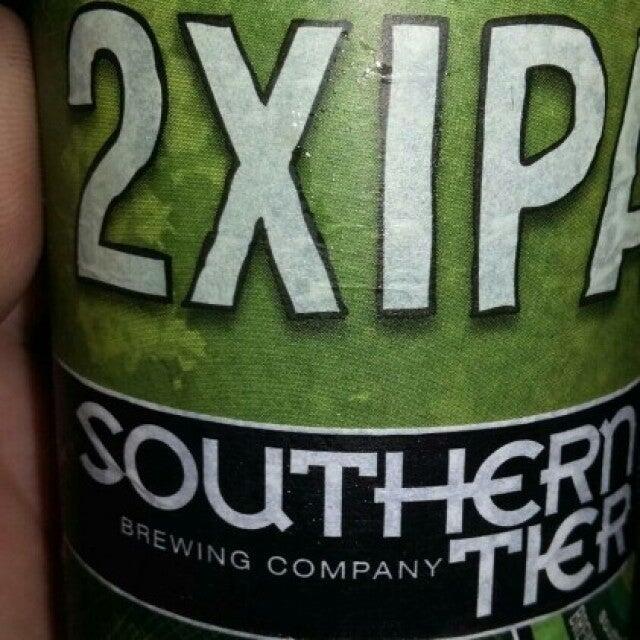 2XIPA
SOUTHERN
TIER
BREWING COMPANY